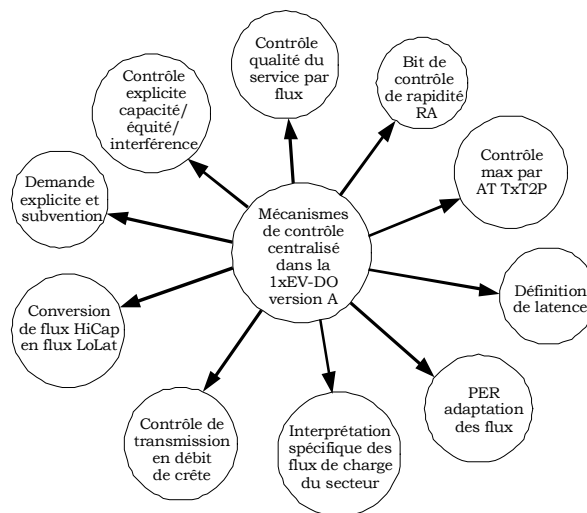 Contrôle
qualité du
service par
flux
Bit de
contrôle
de rapidité
RA
Contrôle
explicite
capacité/
équité/
interférence
Contrôle
max par
AT TxT2P
Demande
explicite et
subvention
Mécanismes
de contrôle
centralisé
dans la
1xEV-DO
version A
Définition
de latence
Conversion
de flux HiCap
en flux LoLat
PER
adaptation
des flux
Contrôle de
transmission
en débit
de crête
Interprétation
spécifique des
flux de charge
du secteur